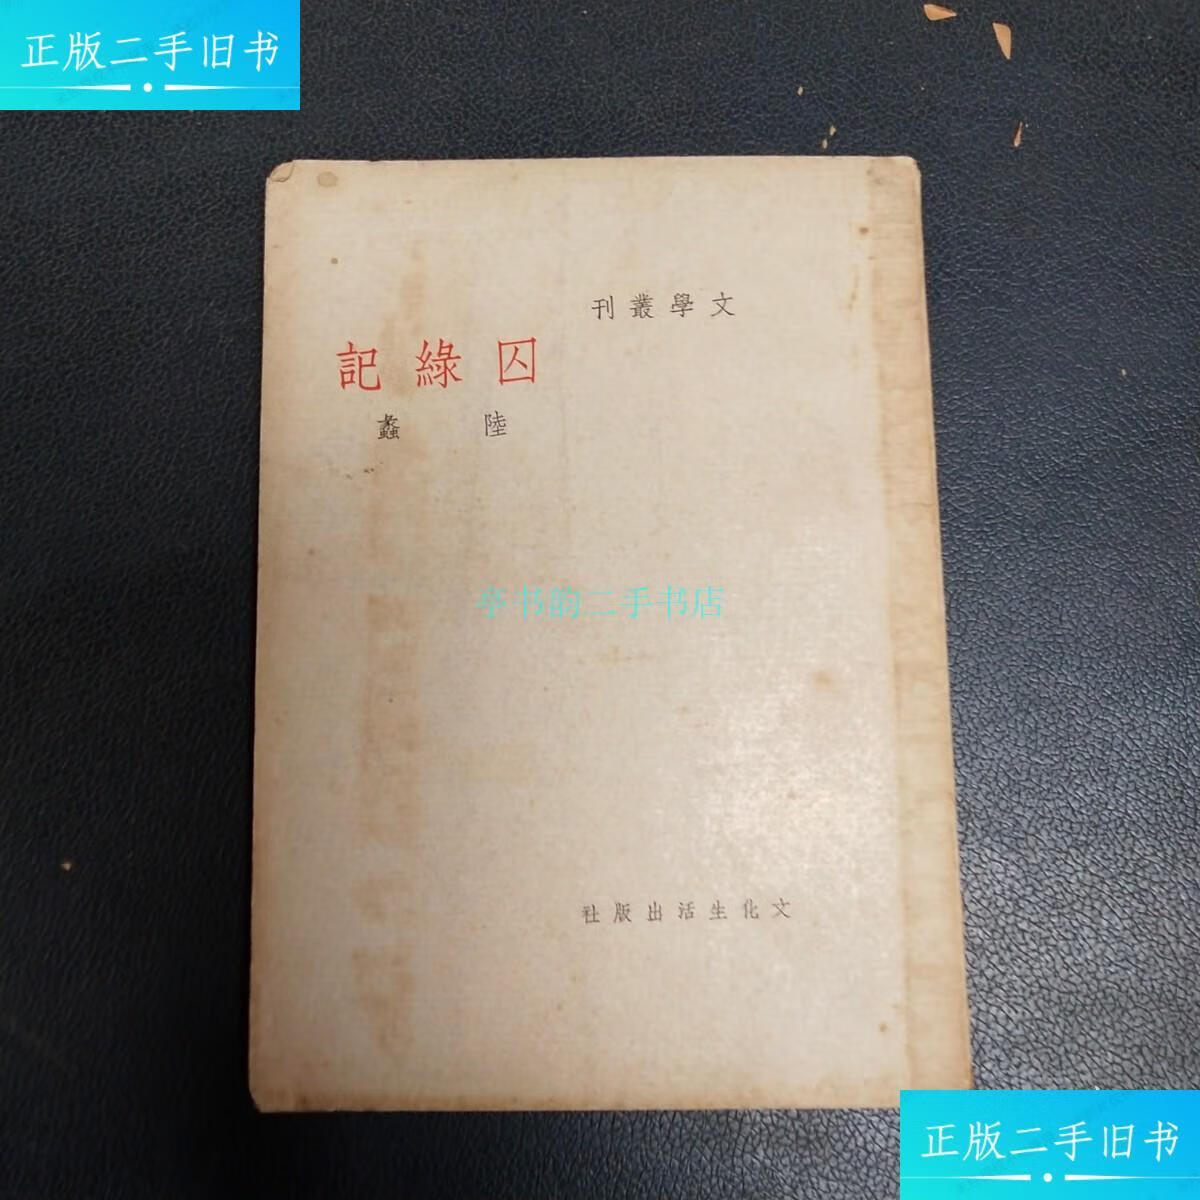 正版二手旧书
文學叢刊
囚綠記
陸蠡
亭书韵二手书店
文化生活出版社
正版二手旧书